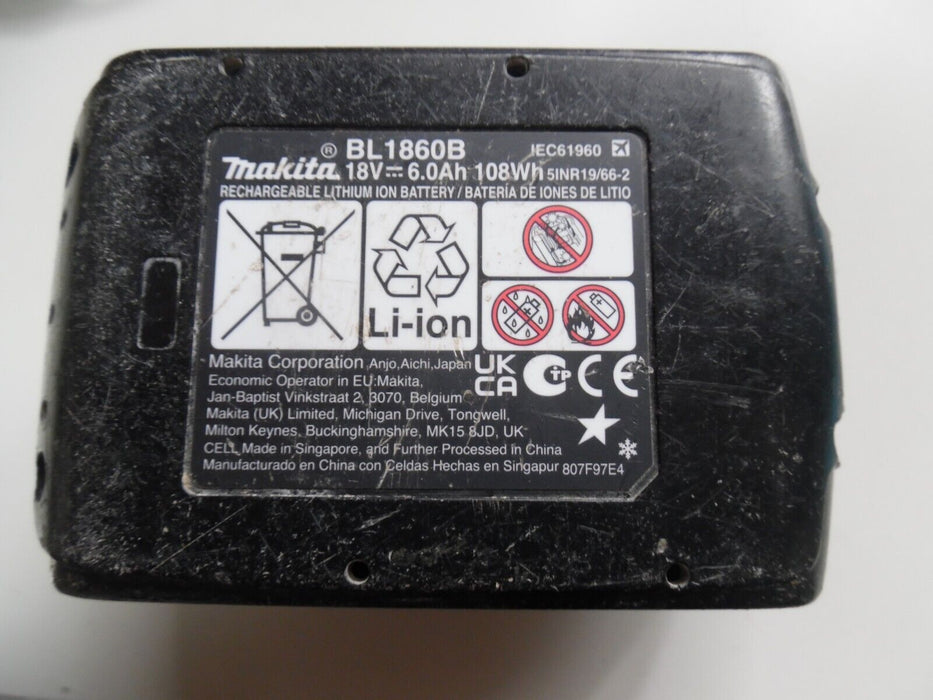 ® BL1860B IEC61960
makita 18V 6.0Ah 108Wh 5INR19/66-2
RECHARGEABLE LITHIUM ION BATTERY / BATERÍA DE IONES DE LITIO
Li-ion
Makita Corporation Anjo,Aichi,Japan
Economic Operator in EU:Makita,
Jan-Baptist Vinkstraat 2, 3070, Belgium
Makita (UK) Limited, Michigan Drive, Tongwell,
Milton Keynes, Buckinghamshire, MK15 8JD, UK
UK
CA
TP
CE
CELL Made in Singapore, and Further Processed in China
Manufacturado en China con Celdas Hechas en Singapur 807F97E4